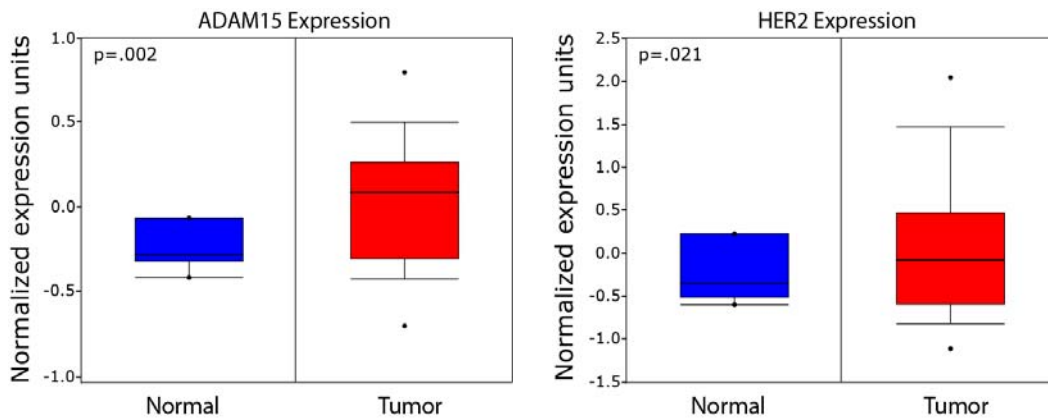 ADAM15 Expression
Normalized expression units
1.0
0.5
0.0
-0.5
-1.0
p=.002
Normal
Tumor
HER2 Expression
Normalized expression units
2.5
2.0
1.5
1.0
0.5
0.0
-0.5
-1.0
-1.5
p=.021
Normal
Tumor